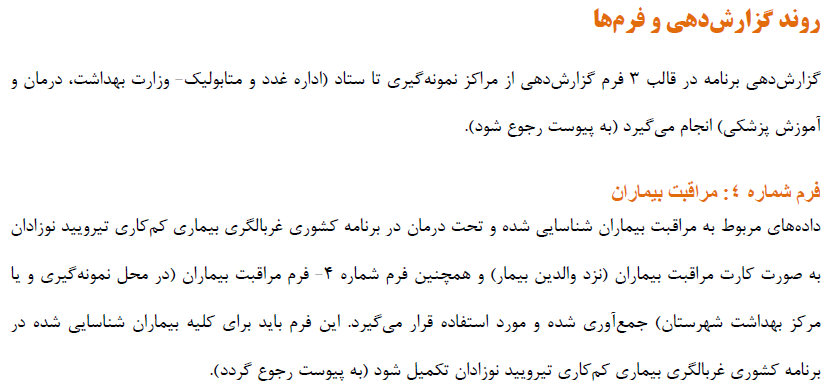 روند گزارش‌دهی و فرم‌ها
گزارش‌دهی برنامه در قالب ۳ فرم گزارش‌دهی از مراکز نمونه‌گیری تا ستاد (اداره غدد و متابولیک- وزارت بهداشت، درمان و
آموزش پزشکی) انجام می‌گیرد (به پیوست رجوع شود).
فرم شماره ۴: مراقبت بیماران
داده‌های مربوط به مراقبت بیماران شناسایی شده و تحت درمان در برنامه کشوری غربالگری بیماری کم‌کاری تیرویید نوزادان
به صورت کارت مراقبت بیماران (نزد والدین بیمار) و همچنین فرم شماره ۴- فرم مراقبت بیماران (در محل نمونه‌گیری و یا
مرکز بهداشت شهرستان) جمع‌آوری شده و مورد استفاده قرار می‌گیرد. این فرم باید برای کلیه بیماران شناسایی شده در
برنامه کشوری غربالگری بیماری کم‌کاری تیرویید نوزادان تکمیل شود (به پیوست رجوع گردد).